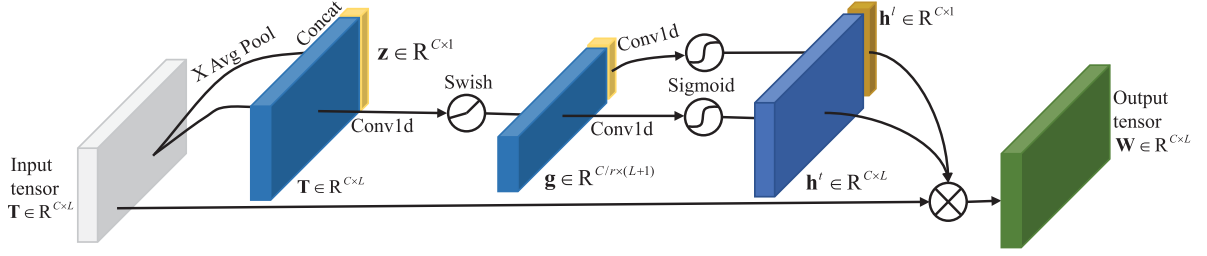 Input
tensor
T ∈ R^{C×L}
X Avg Pool
Concat
z ∈ R^{C×1}
T ∈ R^{C×L}
Conv1d
Swish
g ∈ R^{C/r×(L+1)}
Conv1d
Conv1d
Sigmoid
h^l ∈ R^{C×1}
h^t ∈ R^{C×L}
Output
tensor
W ∈ R^{C×L}